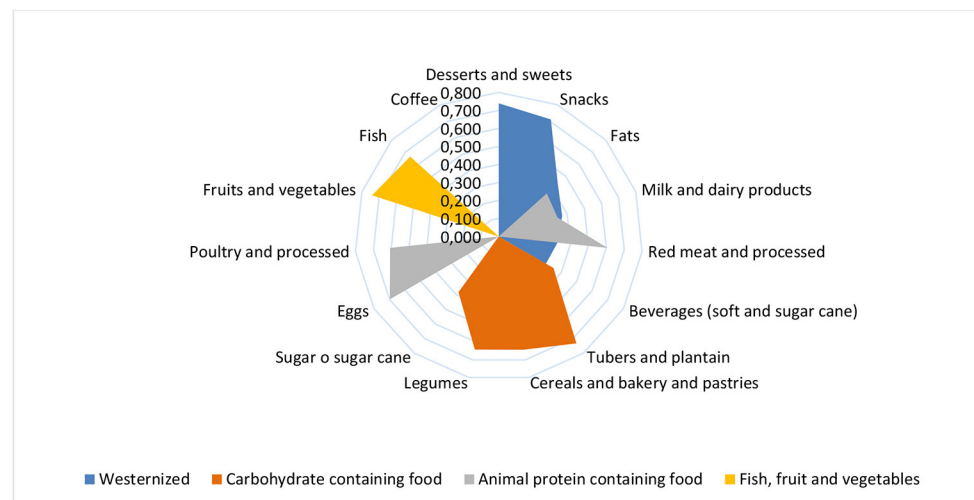 Desserts and sweets
Coffee
0,800
Snacks
0,700
Fish
0,600
Fats
0,500
0,400
Fruits and vegetables
0,300
Milk and dairy products
0,200
0,100
Poultry and processed
0,000
Red meat and processed
Eggs
Beverages (soft and sugar cane)
Sugar o sugar cane
Tubers and plantain
Legumes
Cereals and bakery and pastries
Westernized
Carbohydrate containing food
Animal protein containing food
Fish, fruit and vegetables